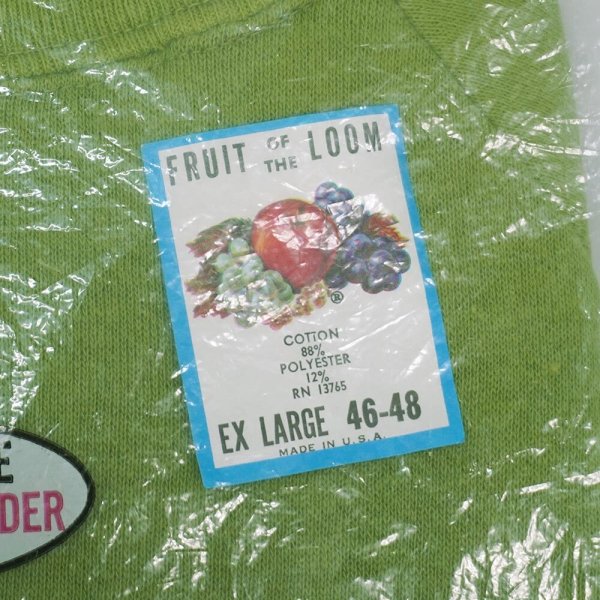 FRUIT OF THE LOOM
®
COTTON
88%
POLYESTER
12%
RN 13765
EX LARGE 46-48
MADE IN U.S.A.
E
DER